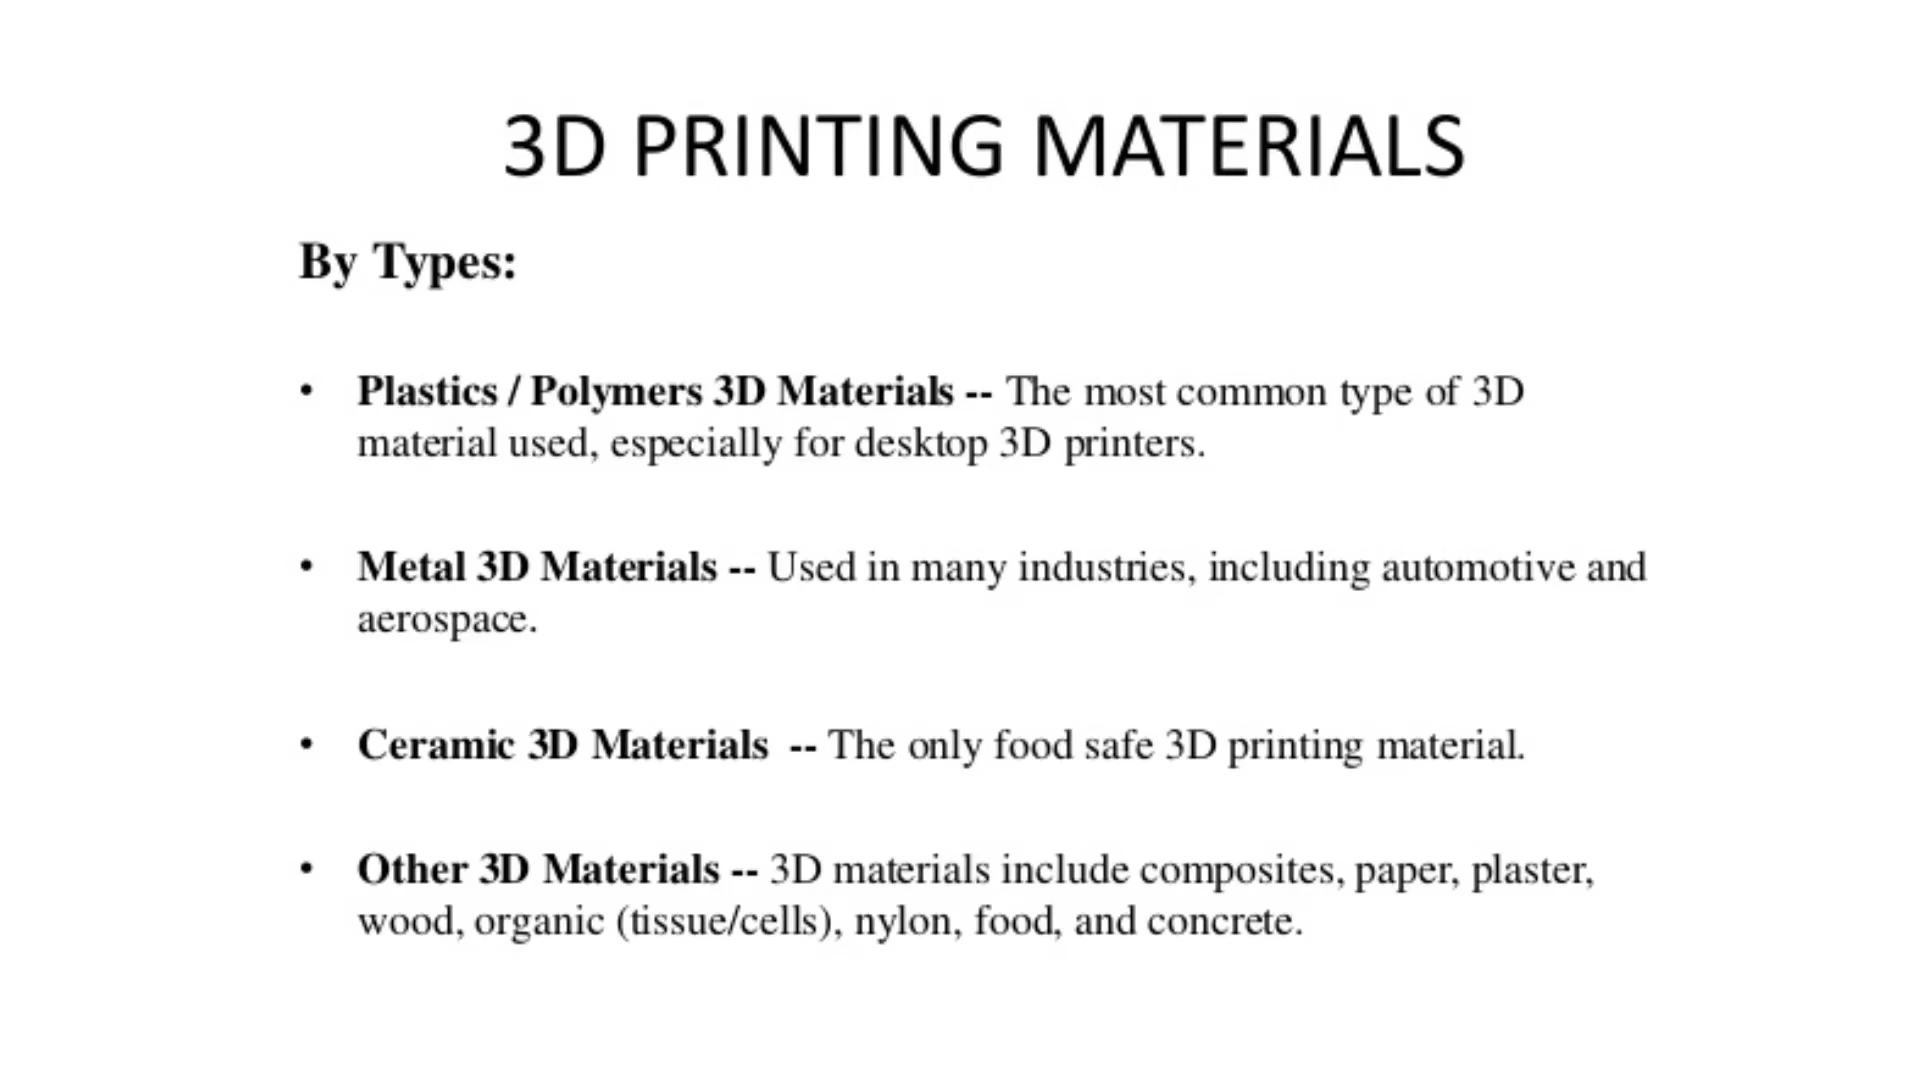 3D PRINTING MATERIALS
By Types:
• Plastics / Polymers 3D Materials -- The most common type of 3D
material used, especially for desktop 3D printers.
• Metal 3D Materials -- Used in many industries, including automotive and
aerospace.
• Ceramic 3D Materials -- The only food safe 3D printing material.
• Other 3D Materials -- 3D materials include composites, paper, plaster,
wood, organic (tissue/cells), nylon, food, and concrete.